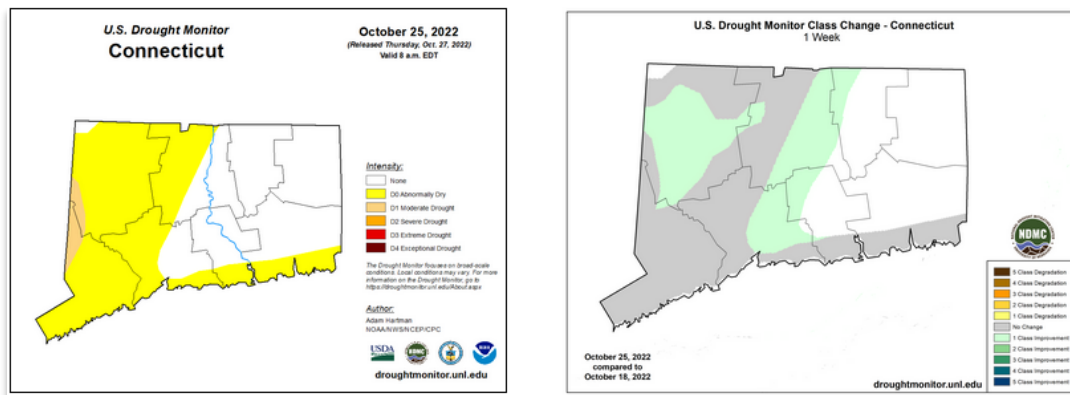 U.S. Drought Monitor
Connecticut
October 25, 2022
(Released Thursday, Oct. 27, 2022)
Valid 8 a.m. EDT
Intensity:
None
D0 Abnormally Dry
D1 Moderate Drought
D2 Severe Drought
D3 Extreme Drought
D4 Exceptional Drought
The Drought Monitor focuses on broad-scale
conditions. Local conditions may vary. For more
information on the Drought Monitor, go to
https://droughtmonitor.unl.edu/About.aspx
Author:
Adam Hartman
NOAA/NWS/NCEP/CPC
USDA
NDMC
droughtmonitor.unl.edu
U.S. Drought Monitor Class Change - Connecticut
1 Week
NDMC
5 Class Degradation
4 Class Degradation
3 Class Degradation
2 Class Degradation
1 Class Degradation
No Change
1 Class Improvement
2 Class Improvement
3 Class Improvement
4 Class Improvement
5 Class Improvement
October 25, 2022
compared to
October 18, 2022
droughtmonitor.unl.edu